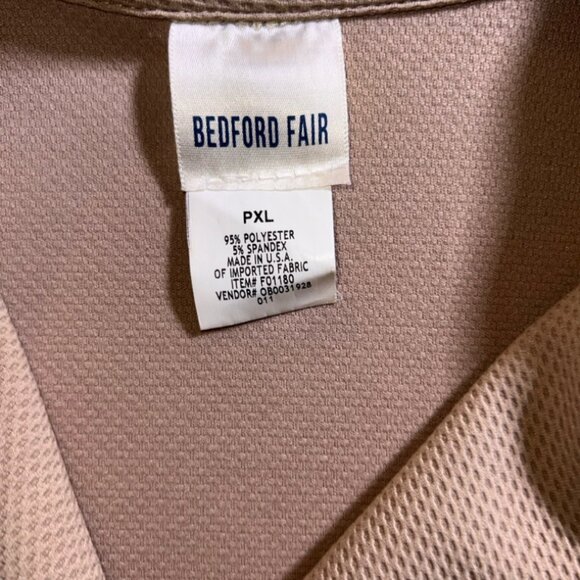 BEDFORD FAIR
PXL
95% POLYESTER
5% SPANDEX
MADE IN U.S.A.
OF IMPORTED FABRIC
ITEM# F01180
VENDOR# OB0031928
011